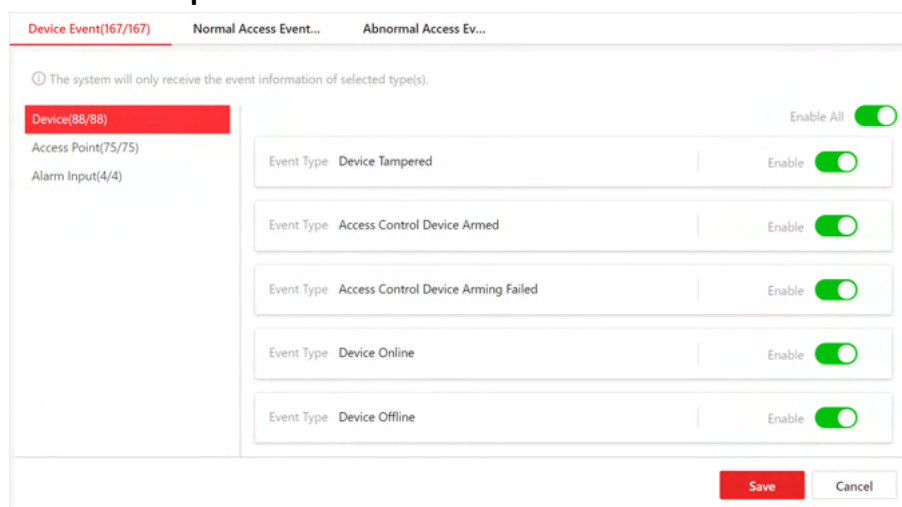 Device Event(167/167) Normal Access Event... Abnormal Access Ev...
The system will only receive the event information of selected type(s).
Device(88/88)
Access Point(75/75)
Alarm Input(4/4)
Enable All
Event Type Device Tampered Enable
Event Type Access Control Device Armed Enable
Event Type Access Control Device Arming Failed Enable
Event Type Device Online Enable
Event Type Device Offline Enable
Save Cancel